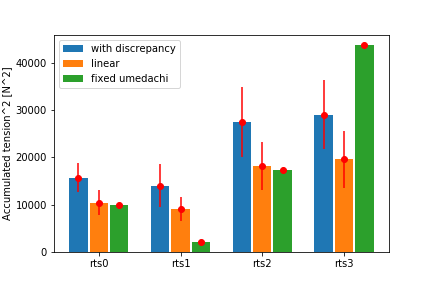 Accumulated tension^2 [N^2]
40000
30000
20000
10000
0
with discrepancy
linear
fixed umedachi
rts0 rts1 rts2 rts3